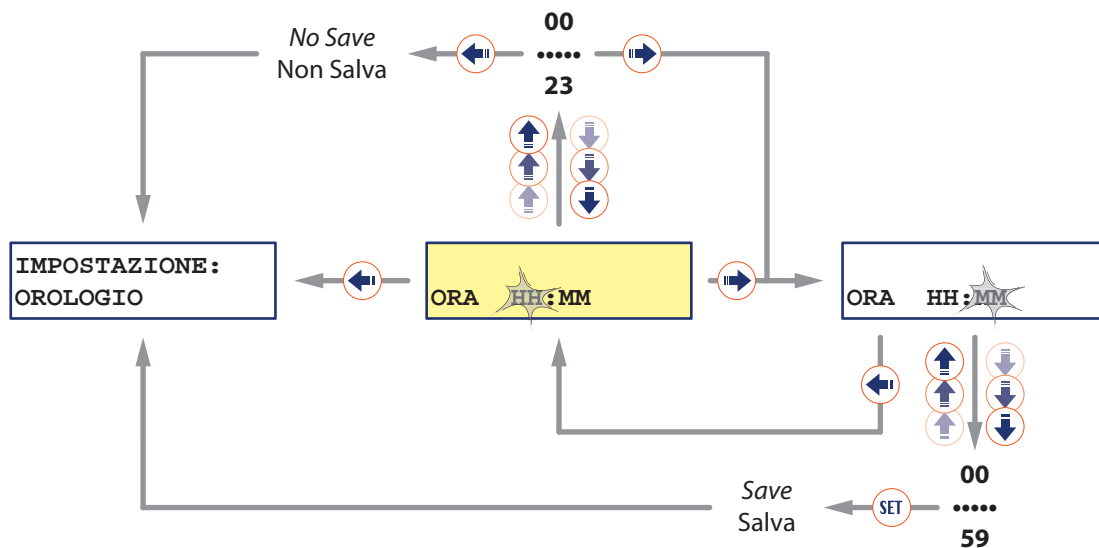 00
.....
23
No Save
Non Salva
IMPOSTAZIONE:
OROLOGIO
ORA HH:MM
ORA HH:MM
00
.....
59
Save
Salva
SET